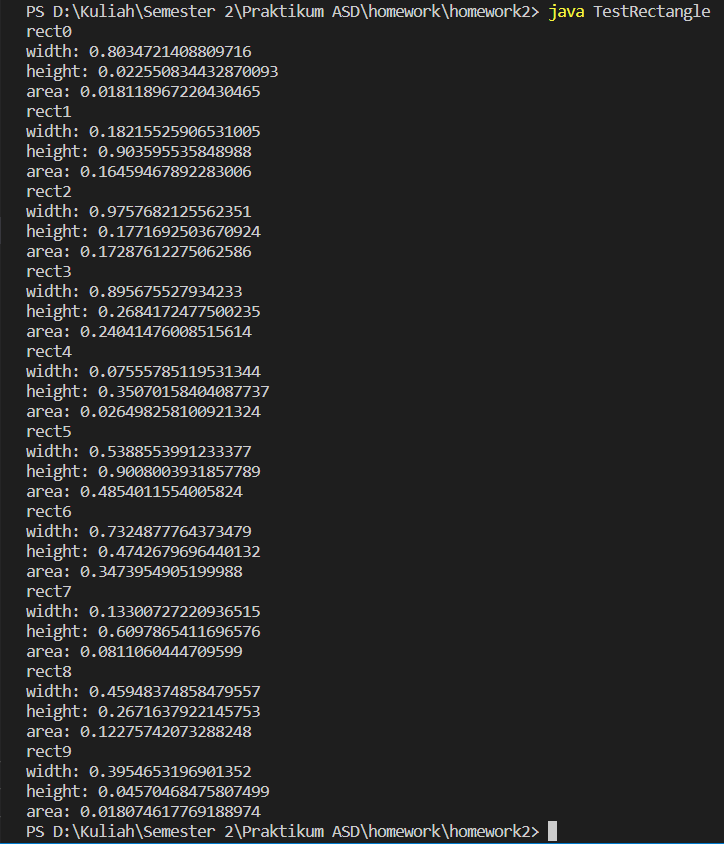 PS D:\Kuliah\Semester 2\Praktikum ASD\homework\homework2> java TestRectangle
rect0
width: 0.8034721408809716
height: 0.022550834432870093
area: 0.018118967220430465
rect1
width: 0.18215525906531005
height: 0.903595535848988
area: 0.16459467892283006
rect2
width: 0.9757682125562351
height: 0.1771692503670924
area: 0.17287612275062586
rect3
width: 0.895675527934233
height: 0.2684172477500235
area: 0.24041476008515614
rect4
width: 0.07555785119531344
height: 0.35070158404087737
area: 0.026498258100921324
rect5
width: 0.5388553991233377
height: 0.9008003931857789
area: 0.4854011554005824
rect6
width: 0.7324877764373479
height: 0.4742679696440132
area: 0.3473954905199988
rect7
width: 0.13300727220936515
height: 0.6097865411696576
area: 0.0811060444709599
rect8
width: 0.45948374858479557
height: 0.2671637922145753
area: 0.12275742073288248
rect9
width: 0.3954653196901352
height: 0.04570468475807499
area: 0.018074617769188974
PS D:\Kuliah\Semester 2\Praktikum ASD\homework\homework2>